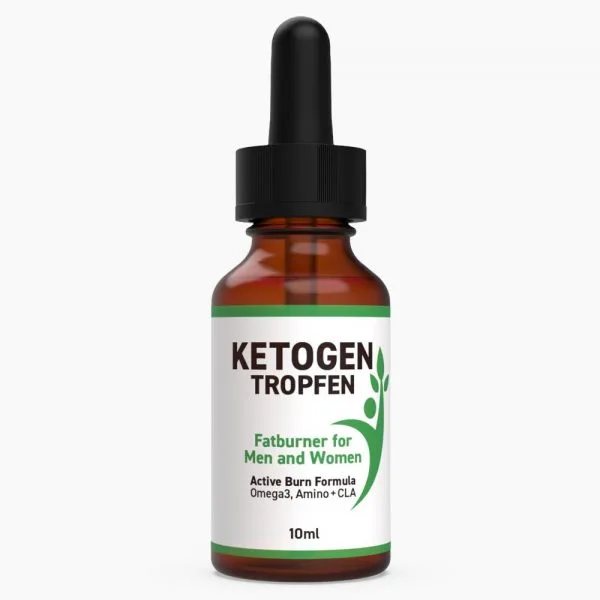 KETOGEN
TROPFEN
Fatburner for
Men and Women
Active Burn Formula
Omega3, Amino+CLA
10ml